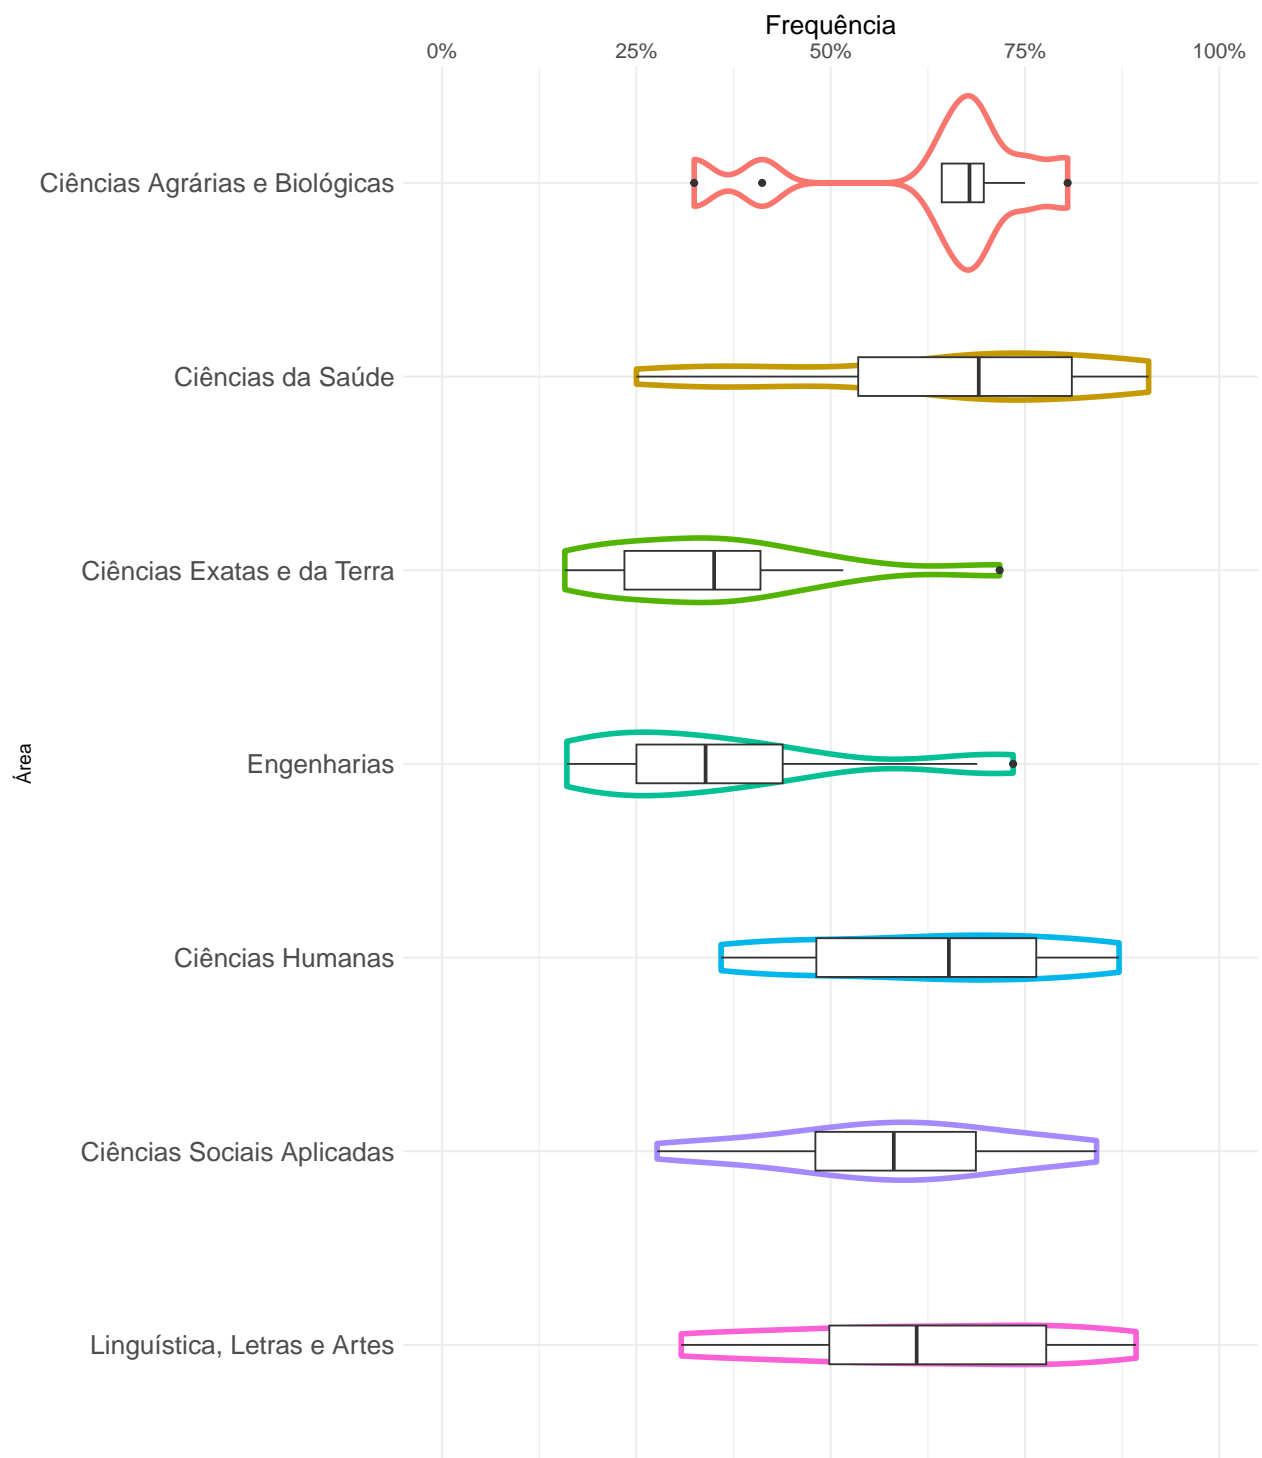 Frequência
0% 25% 50% 75% 100%
Ciências Agrárias e Biológicas
Ciências da Saúde
Ciências Exatas e da Terra
Engenharias
Área
Ciências Humanas
Ciências Sociais Aplicadas
Linguística, Letras e Artes